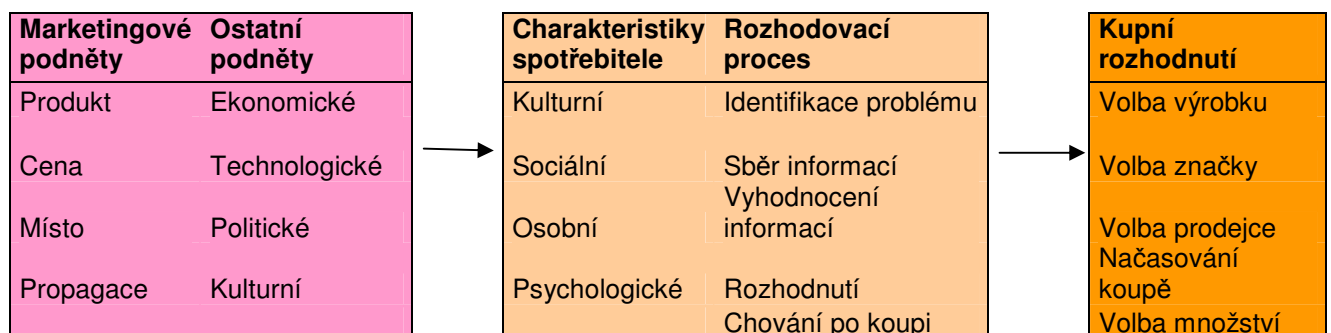 Marketingové podněty Ostatní podněty
Produkt Ekonomické
Cena Technologické
Místo Politické
Propagace Kulturní
Charakteristiky spotřebitele Rozhodovací proces
Kulturní Identifikace problému
Sociální Sběr informací
Osobní Vyhodnocení informací
Psychologické Rozhodnutí
Chování po koupi
Kupní rozhodnutí
Volba výrobku
Volba značky
Volba prodejce
Načasování
koupě
Volba množství